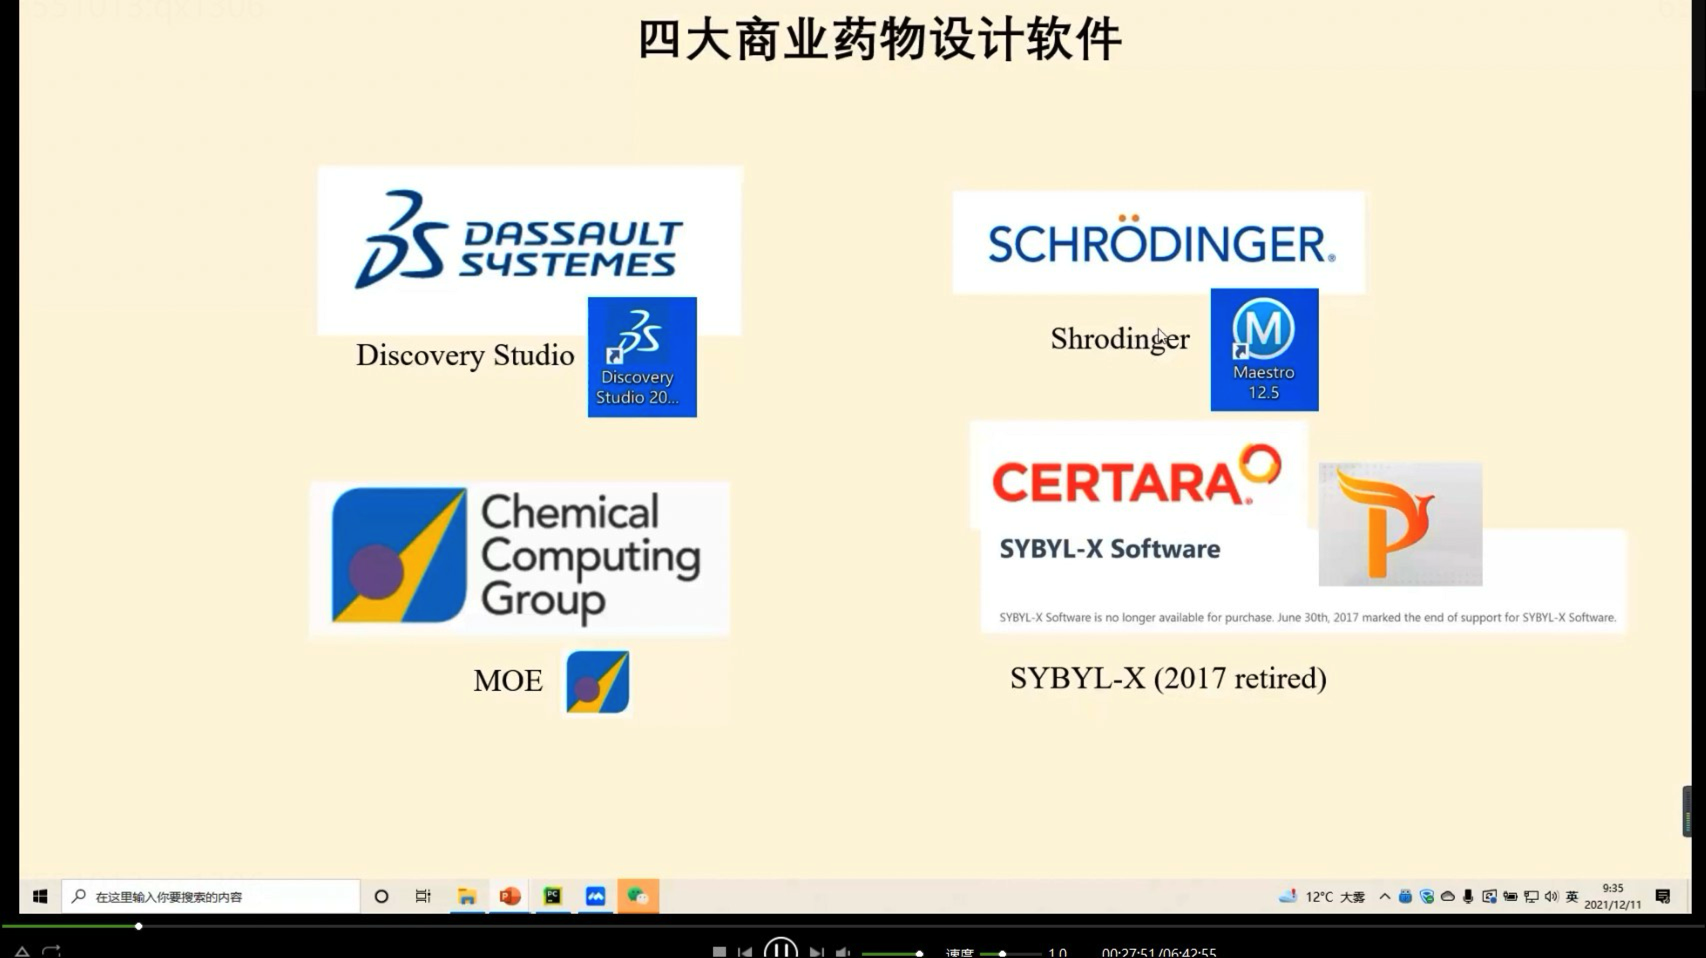 四大商业药物设计软件
DASSAULT
SYSTEMES
Discovery Studio
Discovery
Studio 20...
SCHRÖDINGER®
Shrodinger
M
Maestro
12.5
Chemical
Computing
Group
MOE
CERTARA®
SYBYL-X Software
SYBYL-X Software is no longer available for purchase. June 30th, 2017 marked the end of support for SYBYL-X Software.
SYBYL-X (2017 retired)
在这里输入你要搜索的内容
12°C 大雾
英
9:35
2021/12/11
速度
1.0
00:27:51/06:42:55